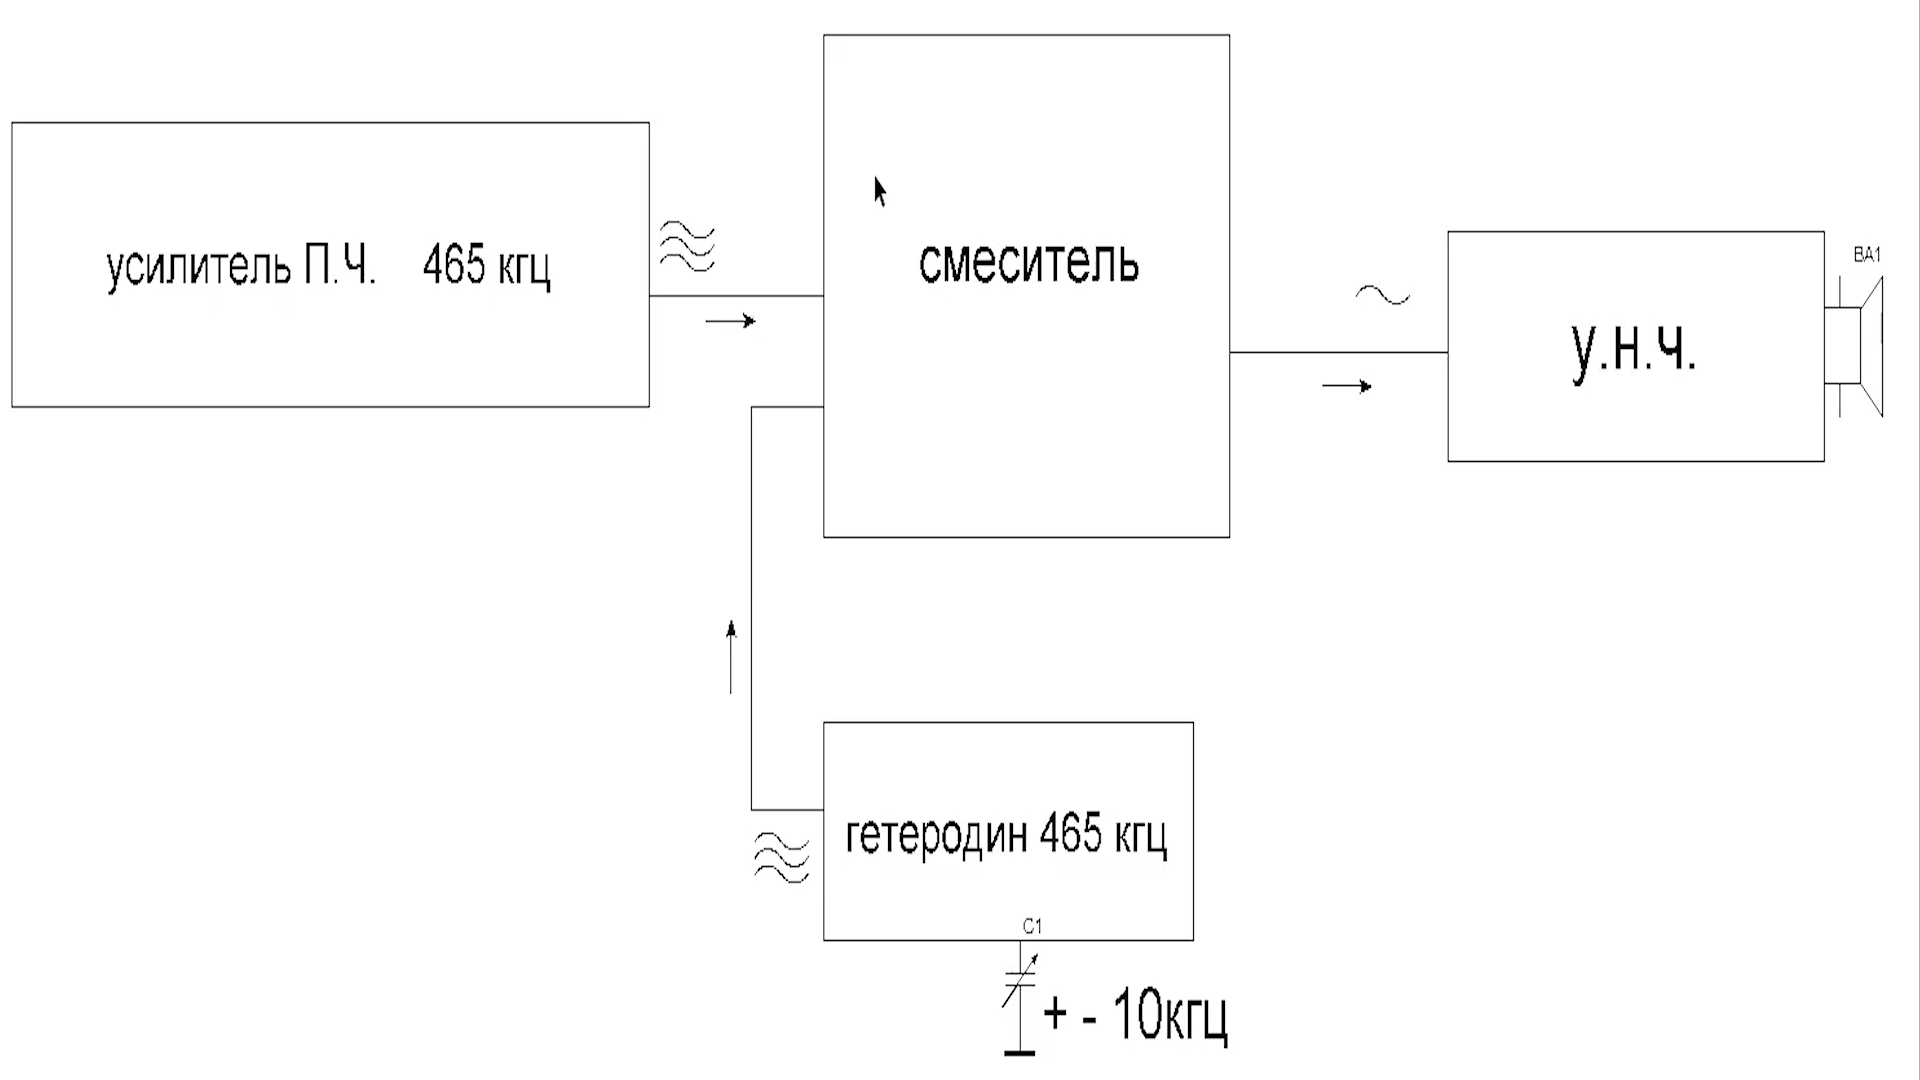 усилитель П.Ч. 465 кгц
смеситель
у.н.ч.
BA1
гетеродин 465 кгц
C1
+ - 10кгц